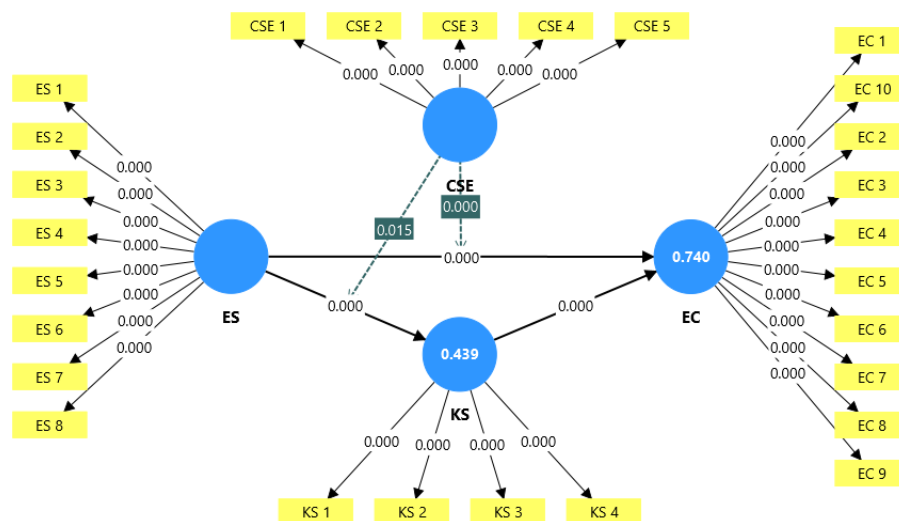 CSE 1
CSE 2
CSE 3
CSE 4
CSE 5
0.000
0.000
0.000
0.000
0.000
CSE
0.015
0.000
ES 1
ES 2
ES 3
ES 4
ES 5
ES 6
ES 7
ES 8
0.000
0.000
0.000
0.000
0.000
0.000
0.000
0.000
ES
0.000
0.000
0.000
0.740
EC
0.439
KS
0.000
0.000
0.000
0.000
KS 1
KS 2
KS 3
KS 4
0.000
0.000
0.000
0.000
0.000
0.000
0.000
0.000
0.000
0.000
EC 1
EC 10
EC 2
EC 3
EC 4
EC 5
EC 6
EC 7
EC 8
EC 9